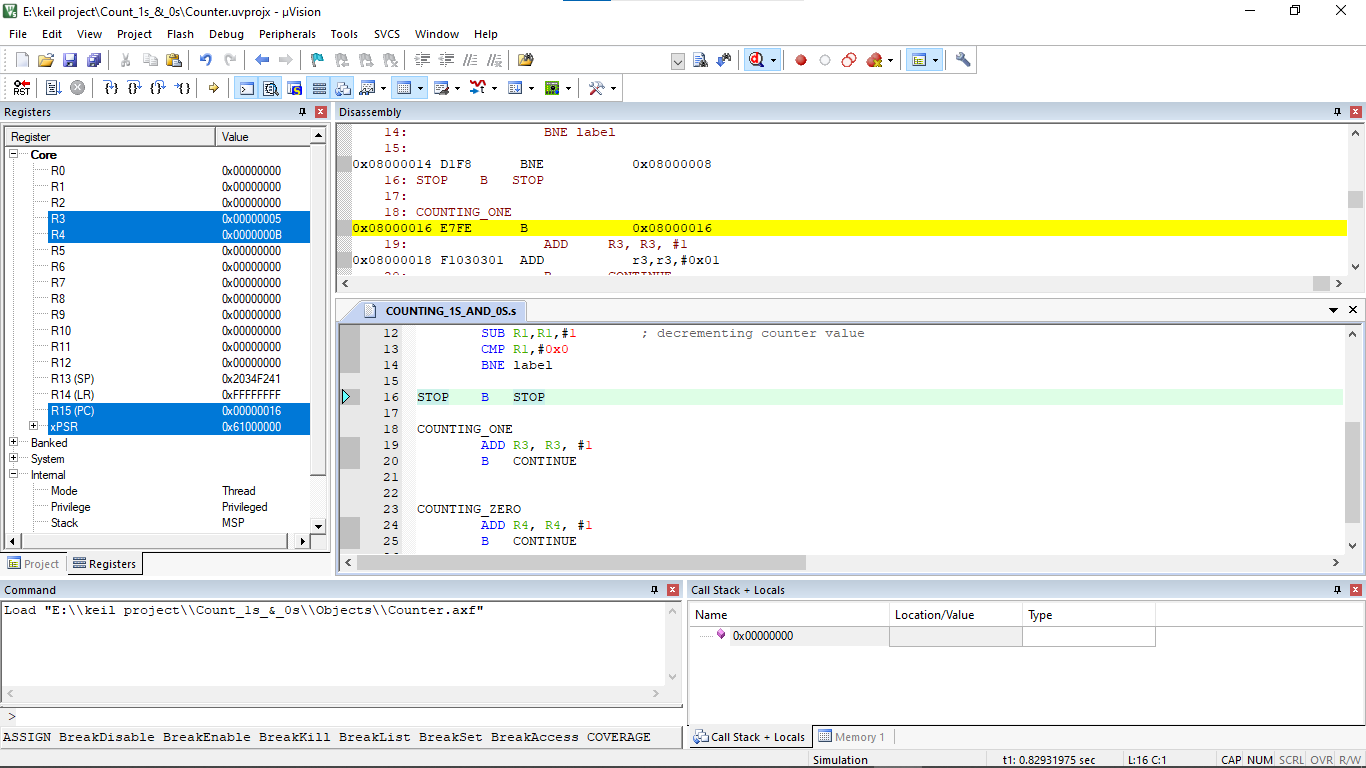 E:\keil project\Count_1s_&_0s\Counter.uvprojx - µVision
File Edit View Project Flash Debug Peripherals Tools SVCS Window Help
Registers
Register Value
Core
R0 0x00000000
R1 0x00000000
R2 0x00000000
R3 0x00000005
R4 0x0000000B
R5 0x00000000
R6 0x00000000
R7 0x00000000
R8 0x00000000
R9 0x00000000
R10 0x00000000
R11 0x00000000
R12 0x00000000
R13 (SP) 0x2034F241
R14 (LR) 0xFFFFFFFF
R15 (PC) 0x00000016
xPSR 0x61000000
Banked
System
Internal
Mode Thread
Privilege Privileged
Stack MSP
Project Registers
Disassembly
14: BNE label
15:
0x08000014 D1F8 BNE 0x08000008
16: STOP B STOP
17:
18: COUNTING_ONE
0x08000016 E7FE B 0x08000016
19: ADD R3, R3, #1
0x08000018 F1030301 ADD r3,r3,#0x01
20: B CONTINUE
COUNTING_1S_AND_0S.s
12 SUB R1,R1,#1 ; decrementing counter value
13 CMP R1,#0x0
14 BNE label
15
16 STOP B STOP
17
18 COUNTING_ONE
19 ADD R3, R3, #1
20 B CONTINUE
21
22
23 COUNTING_ZERO
24 ADD R4, R4, #1
25 B CONTINUE
Command
Load "E:\\keil project\\Count_1s_&_0s\\Objects\\Counter.axf"
>
ASSIGN BreakDisable BreakEnable BreakKill BreakList BreakSet BreakAccess COVERAGE
Call Stack + Locals
Name Location/Value Type
0x00000000
Call Stack + Locals Memory 1
Simulation t1: 0.82931975 sec L:16 C:1 CAP NUM SCRL OVR R/W